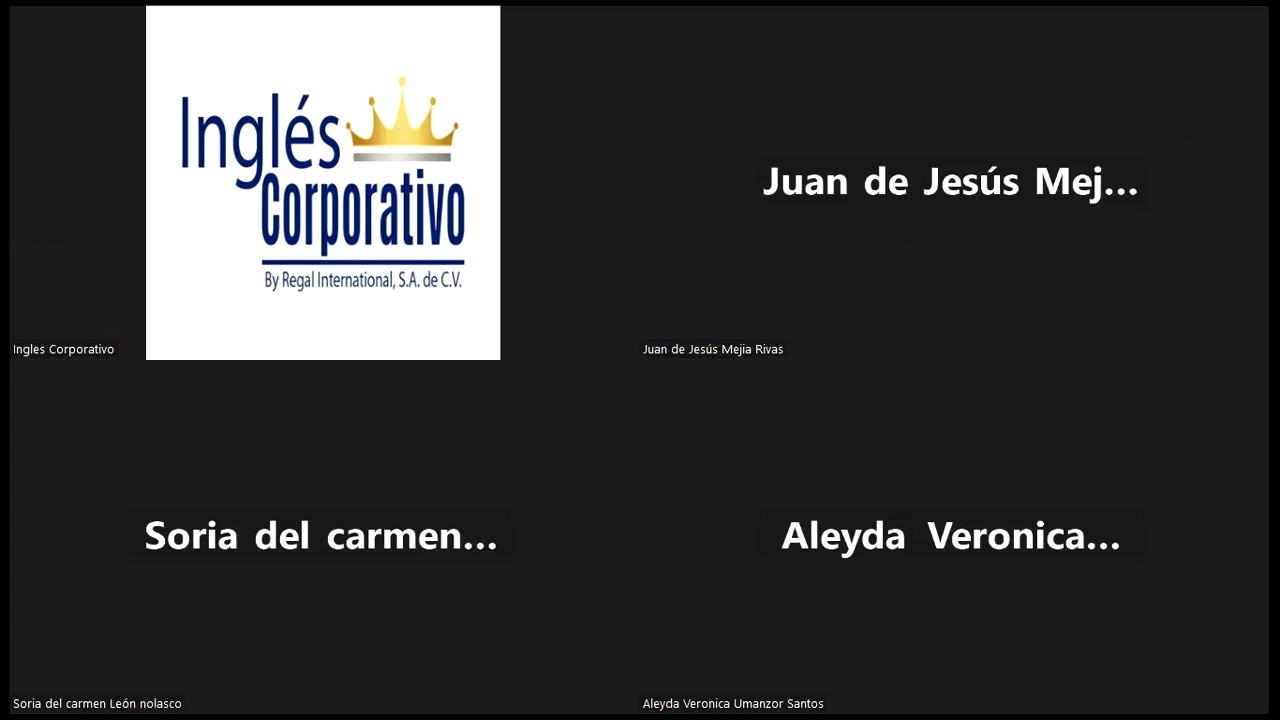 Inglés
Corporativo
By Regal International, S.A. de C.V.
Ingles Corporativo
Juan de Jesús Mej...
Juan de Jesús Mejia Rivas
Soria del carmen...
Soria del carmen León nolasco
Aleyda Veronica...
Aleyda Veronica Umanzor Santos